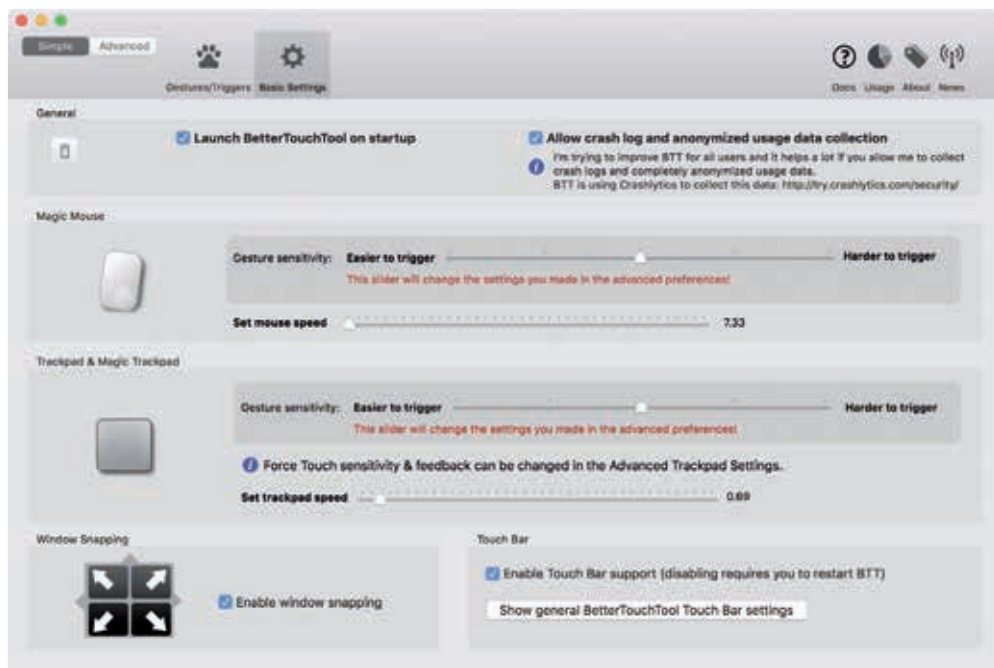 Simple Advanced
Gestures/Triggers Basic Settings Docs Usage About News
General
Launch BetterTouchTool on startup
Allow crash log and anonymized usage data collection
I'm trying to improve BTT for all users and it helps a lot if you allow me to collect
crash logs and completely anonymized usage data.
BTT is using Crashlytics to collect this data: http://try.crashlytics.com/security/
Magic Mouse
Gesture sensitivity: Easier to trigger Harder to trigger
This slider will change the settings you made in the advanced preferences!
Set mouse speed 7.33
Trackpad & Magic Trackpad
Gesture sensitivity: Easier to trigger Harder to trigger
This slider will change the settings you made in the advanced preferences!
Force Touch sensitivity & feedback can be changed in the Advanced Trackpad Settings.
Set trackpad speed 0.69
Window Snapping
Enable window snapping
Touch Bar
Enable Touch Bar support (disabling requires you to restart BTT)
Show general BetterTouchTool Touch Bar settings